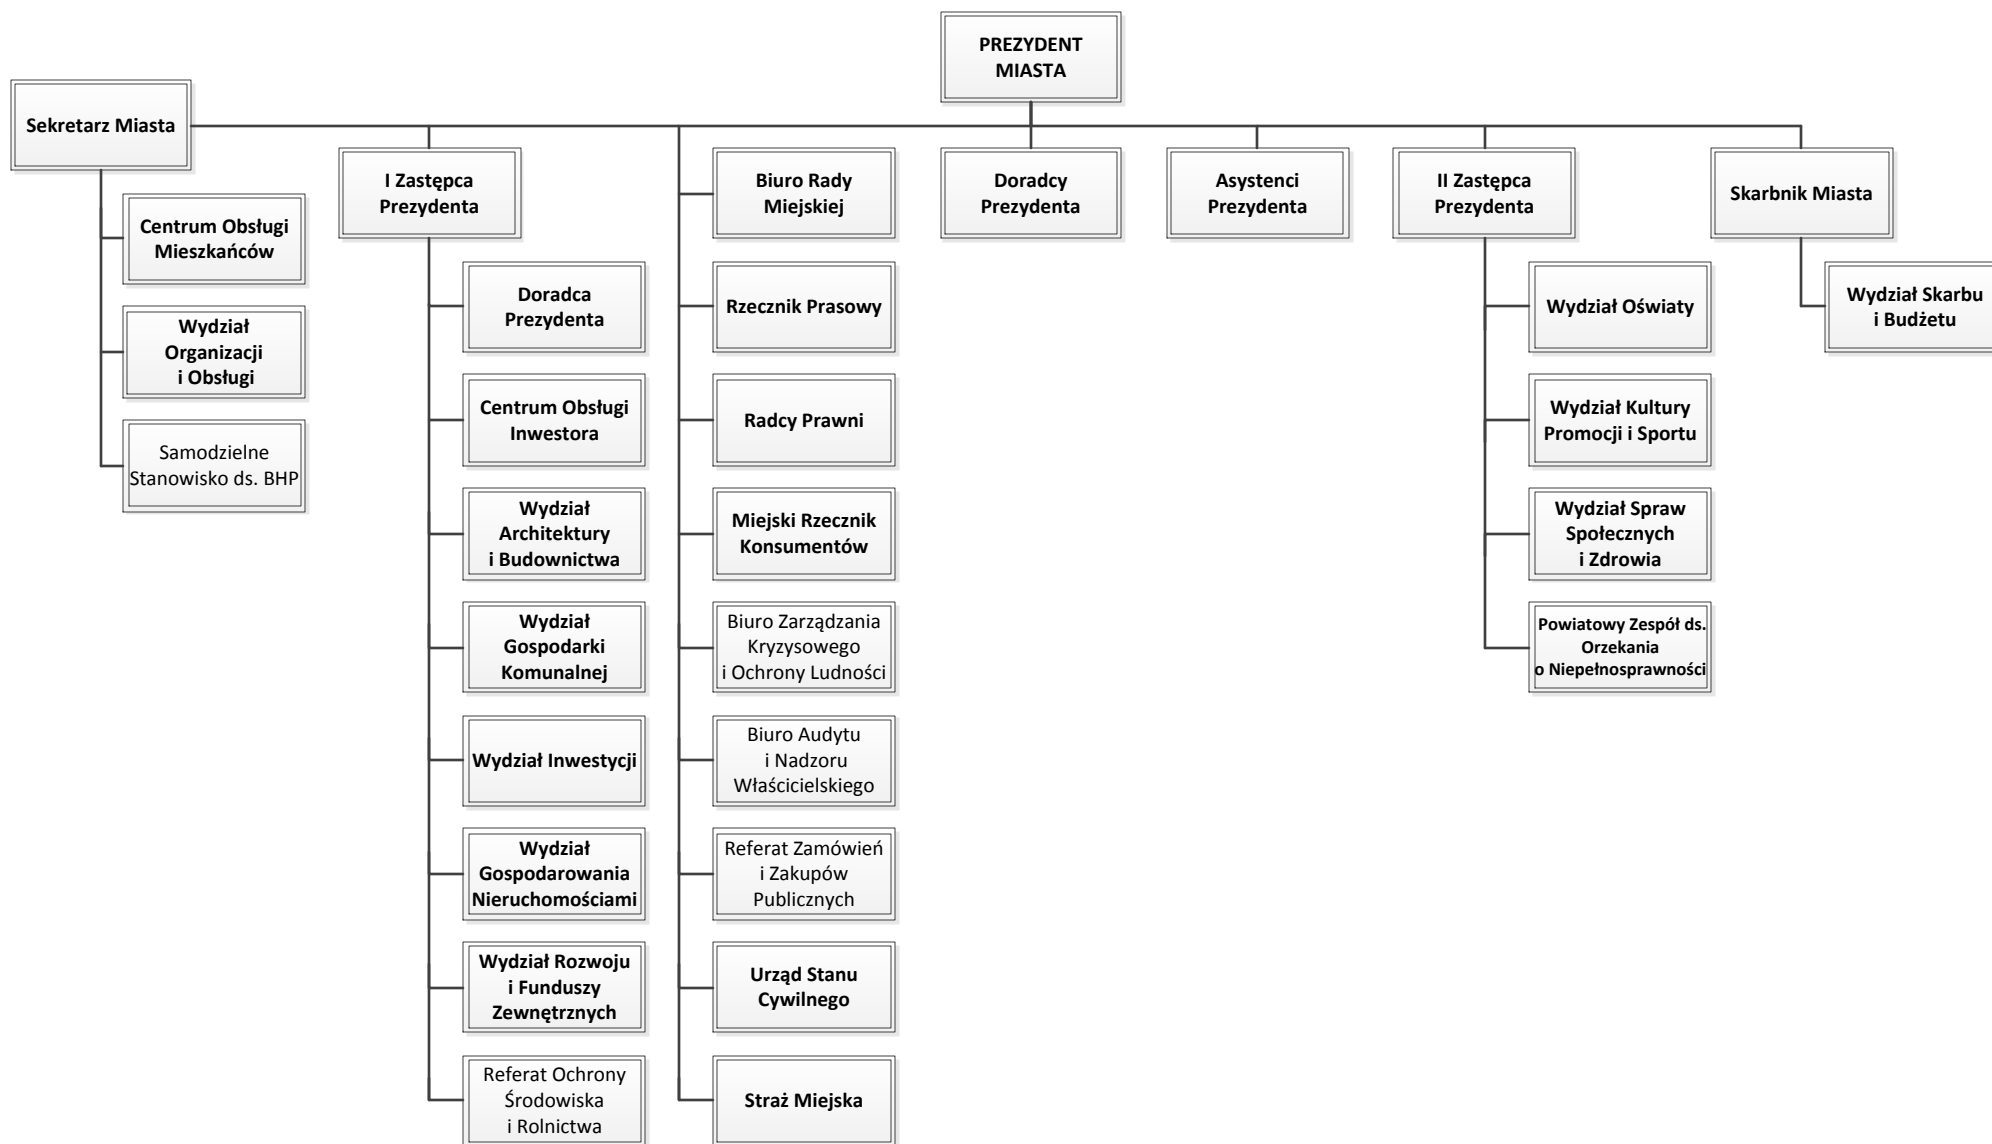 PREZYDENT
MIASTA
Sekretarz Miasta
Centrum Obsługi
Mieszkańców
Wydział
Organizacji
i Obsługi
Samodzielne
Stanowisko ds. BHP
I Zastępca
Prezydenta
Doradca
Prezydenta
Centrum Obsługi
Inwestora
Wydział
Architektury
i Budownictwa
Wydział
Gospodarki
Komunalnej
Wydział Inwestycji
Wydział
Gospodarowania
Nieruchomościami
Wydział Rozwoju
i Funduszy
Zewnętrznych
Referat Ochrony
Środowiska
i Rolnictwa
Biuro Rady
Miejskiej
Rzecznik Prasowy
Radcy Prawni
Miejski Rzecznik
Konsumentów
Biuro Zarządzania
Kryzysowego
i Ochrony Ludności
Biuro Audytu
i Nadzoru
Właścicielskiego
Referat Zamówień
i Zakupów
Publicznych
Urząd Stanu
Cywilnego
Straż Miejska
Doradcy
Prezydenta
Asystenci
Prezydenta
II Zastępca
Prezydenta
Wydział Oświaty
Wydział Kultury
Promocji i Sportu
Wydział Spraw
Społecznych
i Zdrowia
Powiatowy Zespół ds.
Orzekania
o Niepełnosprawności
Skarbnik Miasta
Wydział Skarbu
i Budżetu